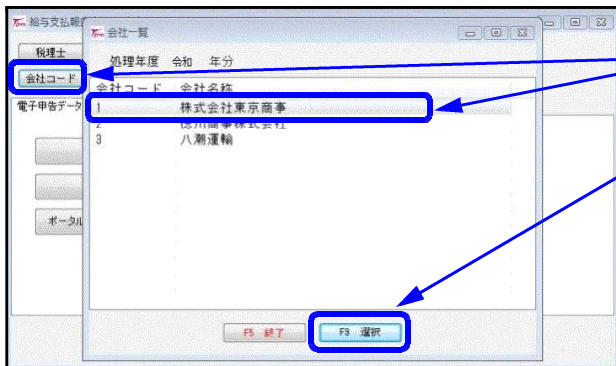 給与支払報
会社一覧
税理士
処理年度 令和 年分
会社コード
会社コード 会社名称
電子申告データ
1 株式会社東京商事
2 徳川商事株式会社
3 八潮運輸
ポータル
F5 終了
F9 選択